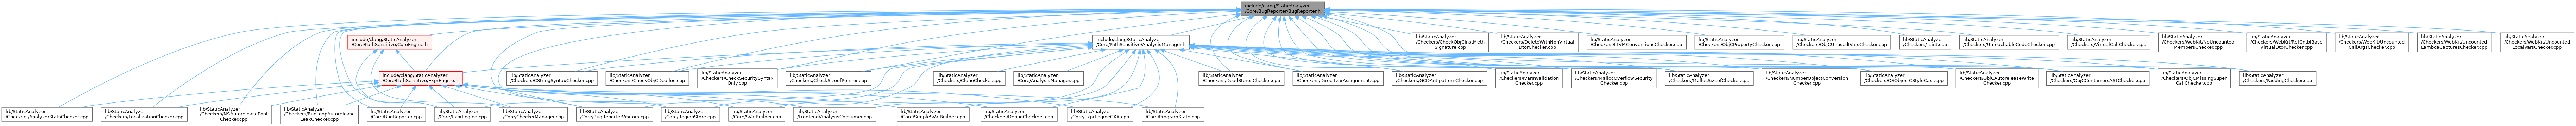 include/clang/StaticAnalyzer
/Core/BugReporter/BugReporter.h
include/clang/StaticAnalyzer
/Core/PathSensitive/CoreEngine.h
include/clang/StaticAnalyzer
/Core/PathSensitive/AnalysisManager.h
lib/StaticAnalyzer
/Checkers/CheckObjCInstMeth
Signature.cpp
lib/StaticAnalyzer
/Checkers/DeleteWithNonVirtual
DtorChecker.cpp
lib/StaticAnalyzer
/Checkers/LLVMConventionsChecker.cpp
lib/StaticAnalyzer
/Checkers/ObjCPropertyChecker.cpp
lib/StaticAnalyzer
/Checkers/ObjCUnusedVarsChecker.cpp
lib/StaticAnalyzer
/Checkers/Taint.cpp
lib/StaticAnalyzer
/Checkers/UnreachableCodeChecker.cpp
lib/StaticAnalyzer
/Checkers/VirtualCallChecker.cpp
lib/StaticAnalyzer
/Checkers/WebKit/NoUncounted
MembersChecker.cpp
lib/StaticAnalyzer
/Checkers/WebKit/RefCntblBase
VirtualDtorChecker.cpp
lib/StaticAnalyzer
/Checkers/WebKit/Uncounted
CallArgsChecker.cpp
lib/StaticAnalyzer
/Checkers/WebKit/Uncounted
LambdaCapturesChecker.cpp
lib/StaticAnalyzer
/Checkers/WebKit/Uncounted
LocalVarsChecker.cpp
include/clang/StaticAnalyzer
/Core/PathSensitive/ExprEngine.h
lib/StaticAnalyzer
/Checkers/CStringSyntaxChecker.cpp
lib/StaticAnalyzer
/Checkers/CheckObjCDealloc.cpp
lib/StaticAnalyzer
/Checkers/CheckSecuritySyntax
Only.cpp
lib/StaticAnalyzer
/Checkers/CheckSizeofPointer.cpp
lib/StaticAnalyzer
/Checkers/CloneChecker.cpp
lib/StaticAnalyzer
/Core/AnalysisManager.cpp
lib/StaticAnalyzer
/Checkers/DeadStoresChecker.cpp
lib/StaticAnalyzer
/Checkers/DirectIvarAssignment.cpp
lib/StaticAnalyzer
/Checkers/GCDAntipatternChecker.cpp
lib/StaticAnalyzer
/Checkers/IvarInvalidation
Checker.cpp
lib/StaticAnalyzer
/Checkers/MallocOverflowSecurity
Checker.cpp
lib/StaticAnalyzer
/Checkers/MallocSizeofChecker.cpp
lib/StaticAnalyzer
/Checkers/NumberObjectConversion
Checker.cpp
lib/StaticAnalyzer
/Checkers/OSObjectCStyleCast.cpp
lib/StaticAnalyzer
/Checkers/ObjCAutoreleaseWrite
Checker.cpp
lib/StaticAnalyzer
/Checkers/ObjCContainersASTChecker.cpp
lib/StaticAnalyzer
/Checkers/ObjCMissingSuper
CallChecker.cpp
lib/StaticAnalyzer
/Checkers/PaddingChecker.cpp
lib/StaticAnalyzer
/Checkers/AnalyzerStatsChecker.cpp
lib/StaticAnalyzer
/Checkers/LocalizationChecker.cpp
lib/StaticAnalyzer
/Checkers/NSAutoreleasePool
Checker.cpp
lib/StaticAnalyzer
/Checkers/RunLoopAutorelease
LeakChecker.cpp
lib/StaticAnalyzer
/Core/BugReporter.cpp
lib/StaticAnalyzer
/Core/ExprEngine.cpp
lib/StaticAnalyzer
/Core/CheckerManager.cpp
lib/StaticAnalyzer
/Core/BugReporterVisitors.cpp
lib/StaticAnalyzer
/Core/RegionStore.cpp
lib/StaticAnalyzer
/Core/SValBuilder.cpp
lib/StaticAnalyzer
/Frontend/AnalysisConsumer.cpp
lib/StaticAnalyzer
/Core/SimpleSValBuilder.cpp
lib/StaticAnalyzer
/Checkers/DebugCheckers.cpp
lib/StaticAnalyzer
/Core/ExprEngineCXX.cpp
lib/StaticAnalyzer
/Core/ProgramState.cpp